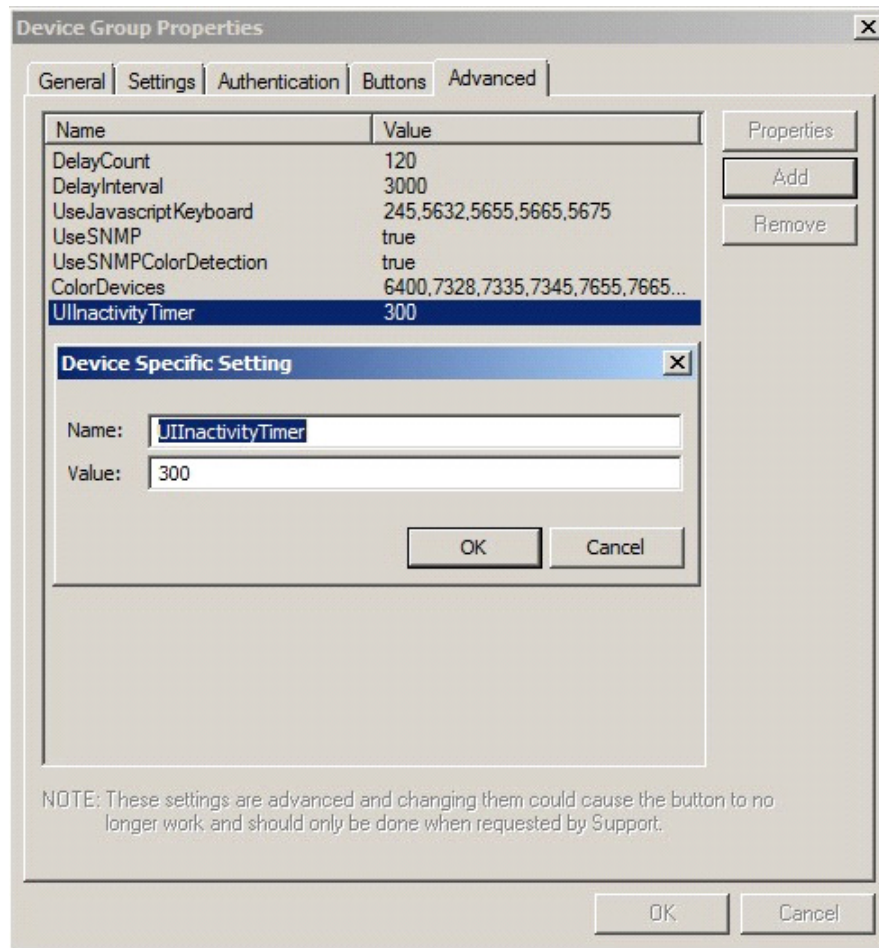 Device Group Properties
General Settings Authentication Buttons Advanced
Name Value
DelayCount 120
DelayInterval 3000
UseJavascriptKeyboard 245,5632,5655,5665,5675
UseSNMP true
UseSNMPColorDetection true
ColorDevices 6400,7328,7335,7345,7655,7665...
UIInactivityTimer 300
Properties
Add
Remove
Device Specific Setting
Name: UIInactivityTimer
Value: 300
OK Cancel
NOTE: These settings are advanced and changing them could cause the button to no
longer work and should only be done when requested by Support.
OK Cancel